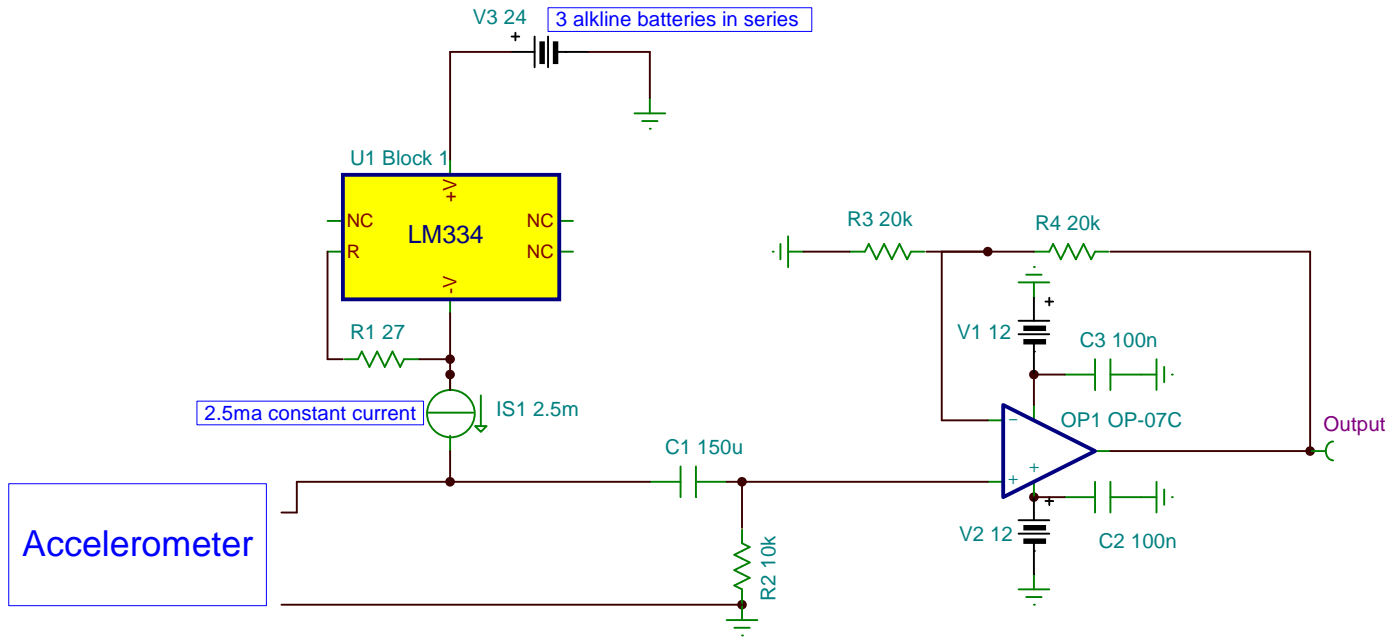 V3 24
3 alkline batteries in series
+
U1 Block 1
+V
NC
NC
LM334
R
NC
-V
R1 27
2.5ma constant current
IS1 2.5m
Accelerometer
C1 150u
R2 10k
R3 20k
R4 20k
+
V1 12
C3 100n
-
OP1 OP-07C
+
+
Output
+
V2 12
C2 100n